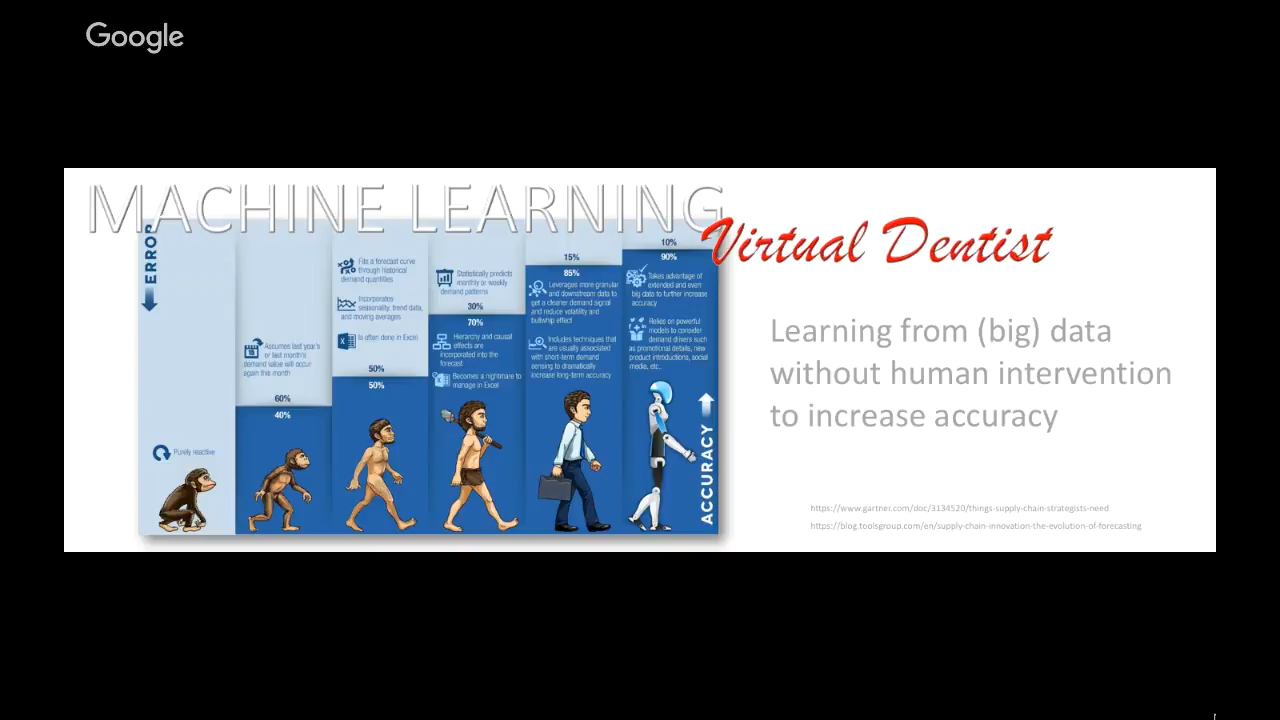 Google
MACHINE LEARNING
Virtual Dentist
ERROR
Purely reactive
Assumes last year's
or last month's
demand value will occur
again this month
60%
40%
Fits a forecast curve
through historical
demand quantities
Incorporates
seasonality, trend data,
and moving averages
Is often done in Excel
50%
50%
Statistically predicts
monthly or weekly
demand patterns
30%
70%
Hierarchy and causal
effects are
incorporated into the
forecast
Becomes a nightmare to
manage in Excel
15%
85%
Leverages more granular
and downstream data to
get a cleaner demand signal
and reduce volatility and
bullwhip effect
Includes techniques that
are usually associated
with short-term demand
sensing to dramatically
increase long-term accuracy
10%
90%
Takes advantage of
extended and even
big data to further increase
accuracy
Relies on powerful
models to consider
demand drivers such
as promotional details, new
product introductions, social
media, etc..
ACCURACY
Learning from (big) data
without human intervention
to increase accuracy
https://www.gartner.com/doc/3134520/things-supply-chain-strategists-need
https://blog.toolsgroup.com/en/supply-chain-innovation-the-evolution-of-forecasting